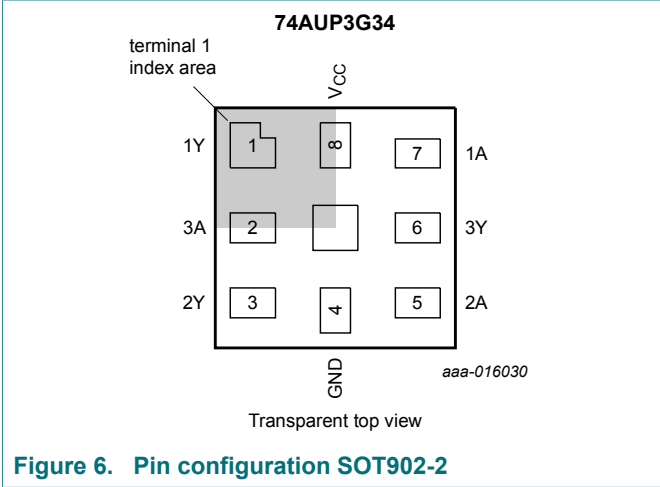 74AUP3G34
terminal 1
index area
VCC
1Y 1 8 7 1A
3A 2 6 3Y
2Y 3 4 5 2A
GND
aaa-016030
Transparent top view
Figure 6. Pin configuration SOT902-2